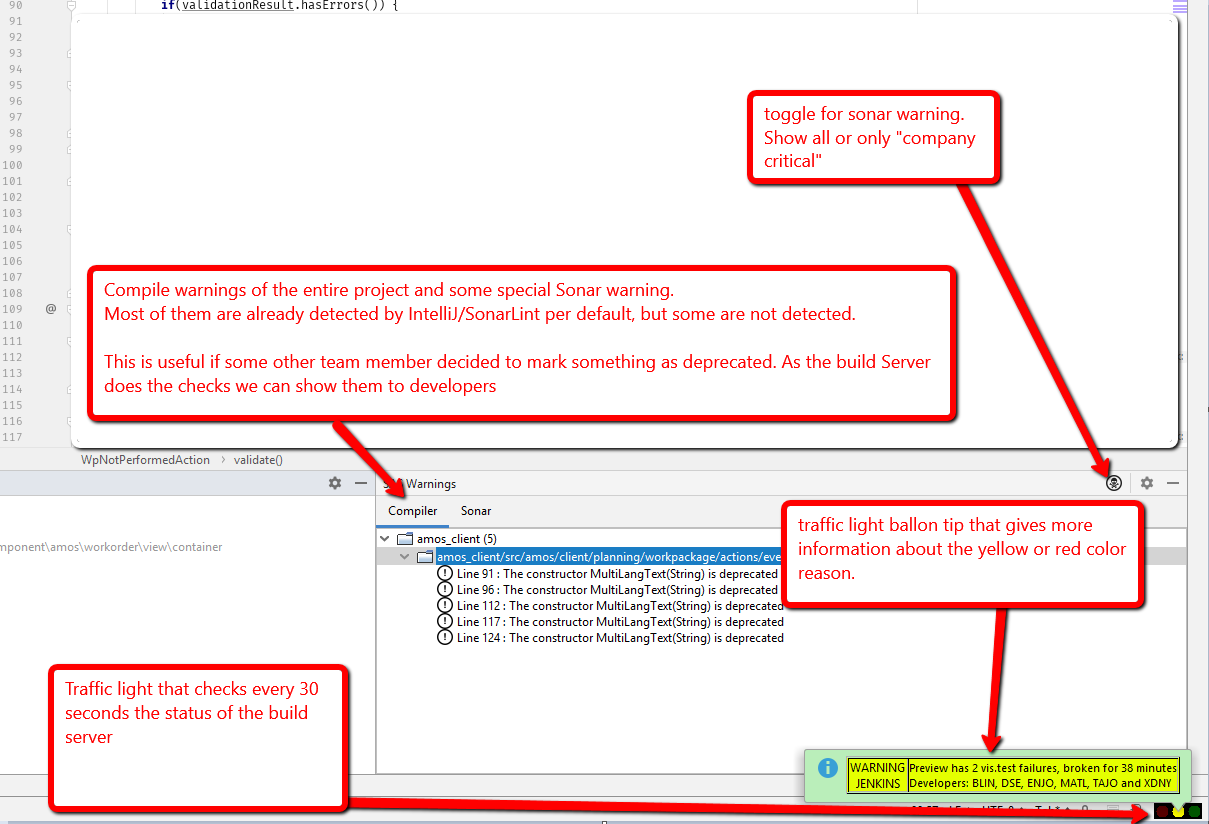 90 if(validationResult.hasErrors()) {
91
92
93
94
95
96
97
98
99
100
101
102
103
104
105
106
107
108
109 @
110
111
112
113
114
115
116
117
toggle for sonar warning.
Show all or only "company
critical"
Compile warnings of the entire project and some special Sonar warning.
Most of them are already detected by IntelliJ/SonarLint per default, but some are not detected.
This is useful if some other team member decided to mark something as deprecated. As the build Server
does the checks we can show them to developers
WpNotPerformedAction › validate()
Warnings
Compiler Sonar
mponent\amos\workorder\view\container
amos_client (5)
amos_client/src/amos/client/planning/workpackage/actions/eve
Line 91 : The constructor MultiLangText(String) is deprecated
Line 96 : The constructor MultiLangText(String) is deprecated
Line 112 : The constructor MultiLangText(String) is deprecated
Line 117 : The constructor MultiLangText(String) is deprecated
Line 124 : The constructor MultiLangText(String) is deprecated
traffic light ballon tip that gives more
information about the yellow or red color
reason.
Traffic light that checks every 30
seconds the status of the build
server
WARNING Preview has 2 vis.test failures, broken for 38 minutes
JENKINS Developers: BLIN, DSE, ENJO, MATL, TAJO and XDNY